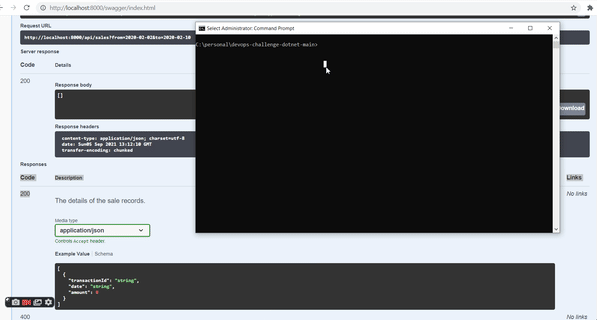 http://localhost:8000/swagger/index.html
Request URL
http://localhost:8000/api/sales?from=2020-02-02&to=2020-02-10
Server response
Code Details
200
Response body
[]
Download
Response headers
content-type: application/json; charset=utf-8
date: Sun05 Sep 2021 13:12:10 GMT
transfer-encoding: chunked
Select Administrator: Command Prompt
C:\personal\devops-challenge-dotnet-main>
Responses
Code Description Links
200 No links
The details of the sale records.
Media type
application/json
Controls Accept header.
Example Value | Schema
[
{
"transactionId": "string",
"date": "string",
"amount": 0
}
]
400 No links